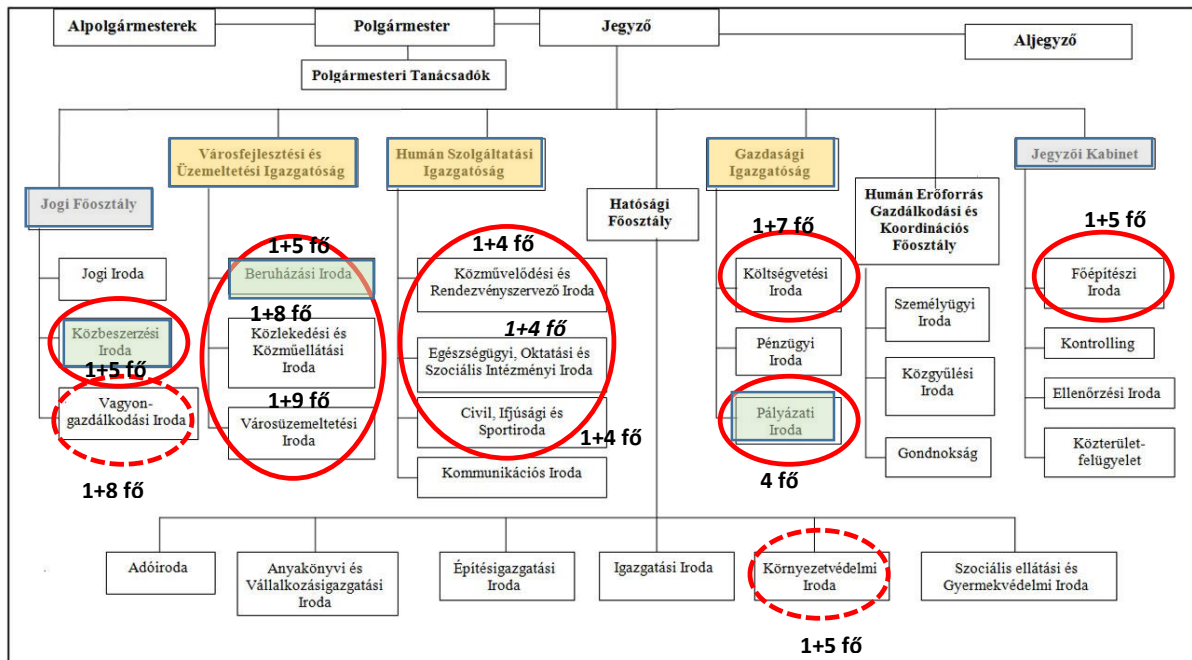 Alpolgármesterek
Polgármester
Jegyző
Aljegyző
Polgármesteri Tanácsadók
Jogi Főosztály
Jogi Iroda
Közbeszerzési
Iroda
1+5 fő
Vagyon-
gazdálkodási Iroda
1+8 fő
Városfejlesztési és
Üzemeltetési Igazgatóság
1+5 fő
Beruházási Iroda
1+8 fő
Közlekedési és
Közműellátási
Iroda
1+9 fő
Városüzemeltetési
Iroda
Humán Szolgáltatási
Igazgatóság
1+4 fő
Közművelődési és
Rendezvényszervező Iroda
1+4 fő
Egészségügyi, Oktatási és
Szociális Intézményi Iroda
Civil, Ifjúsági és
Sportiroda
1+4 fő
Kommunikációs Iroda
Hatósági
Főosztály
Gazdasági
Igazgatóság
1+7 fő
Költségvetési
Iroda
Pénzügyi
Iroda
Pályázati
Iroda
4 fő
Humán Erőforrás
Gazdálkodási és
Koordinációs
Főosztály
Személyügyi
Iroda
Közgyűlési
Iroda
Gondnokság
Jegyzői Kabinet
1+5 fő
Főépítészi
Iroda
Kontrolling
Ellenőrzési Iroda
Közterület-
felügyelet
Adóiroda
Anyakönyvi és
Vállalkozásigazgatási
Iroda
Építésigazgatási
Iroda
Igazgatási Iroda
Környezetvédelmi
Iroda
1+5 fő
Szociális ellátási és
Gyermekvédelmi Iroda